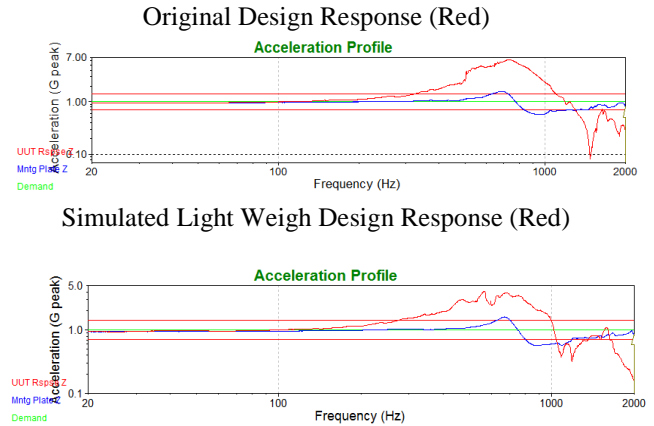 Original Design Response (Red)
Acceleration Profile
Acceleration (G peak)
7.00
1.00
0.10
UUT Rspse Z
Mntg Plate Z
Demand
20
100
1000
2000
Frequency (Hz)
Simulated Light Weigh Design Response (Red)
Acceleration Profile
Acceleration (G peak)
5.0
1.0
0.1
UUT Rspse Z
Mntg Plate Z
Demand
20
100
1000
2000
Frequency (Hz)